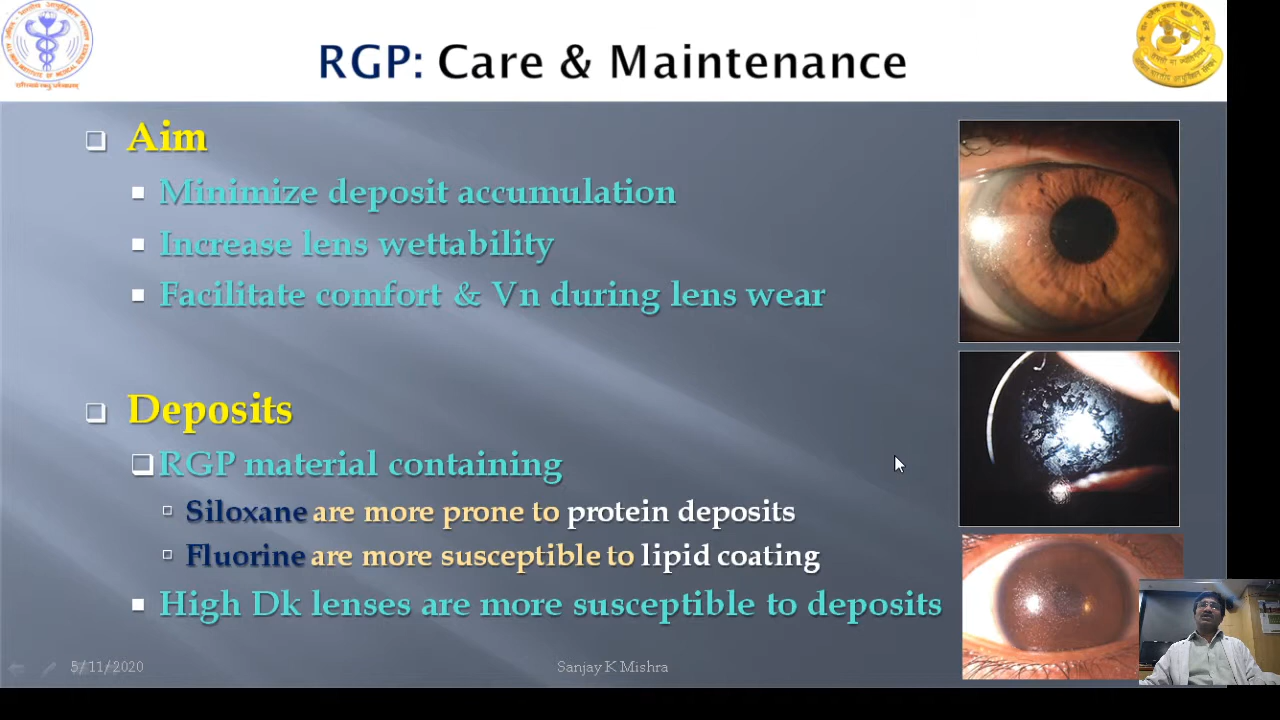 RGP: Care & Maintenance
Aim
Minimize deposit accumulation
Increase lens wettability
Facilitate comfort & Vn during lens wear
Deposits
RGP material containing
Siloxane are more prone to protein deposits
Fluorine are more susceptible to lipid coating
High Dk lenses are more susceptible to deposits
5/11/2020
Sanjay K Mishra